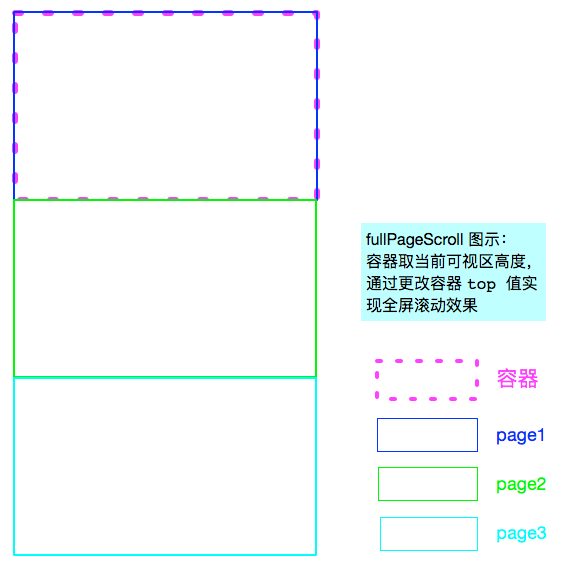 fullPageScroll 图示：
容器取当前可视区高度，
通过更改容器 top 值实
现全屏滚动效果
容器
page1
page2
page3